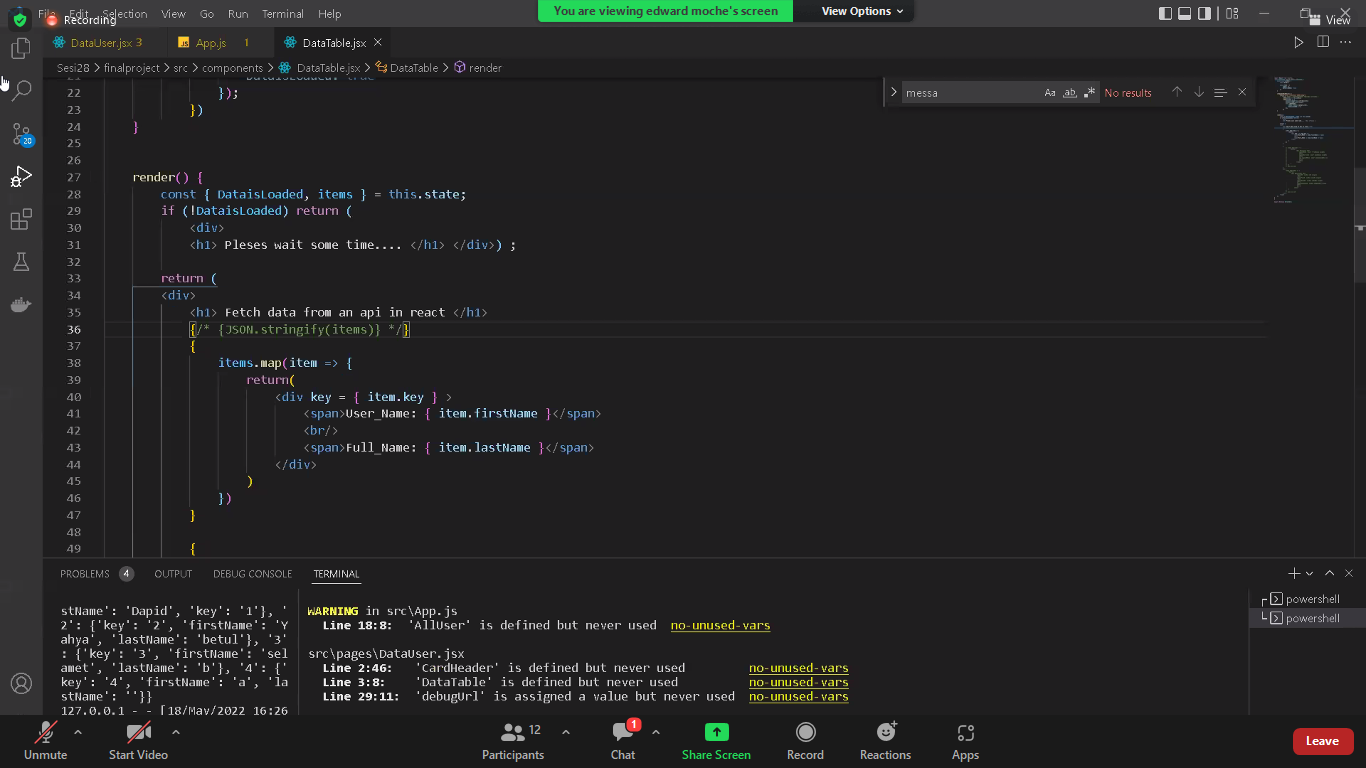 File Edit Selection View Go Run Terminal Help
Recording
You are viewing edward moche's screen
View Options
View
DataUser.jsx 3
App.js 1
DataTable.jsx
Sesi28 > finalproject > src > components > DataTable.jsx > DataTable > render
messa
Aa ab No results
21 DataisLoaded: true
22 });
23 })
24 }
25
26
27 render() {
28 const { DataisLoaded, items } = this.state;
29 if (!DataisLoaded) return (
30 <div>
31 <h1> Pleses wait some time.... </h1> </div>) ;
32
33 return (
34 <div>
35 <h1> Fetch data from an api in react </h1>
36 {/* {JSON.stringify(items)} */}
37 {
38 items.map(item => {
39 return(
40 <div key = { item.key } >
41 <span>User_Name: { item.firstName }</span>
42 <br/>
43 <span>Full_Name: { item.lastName }</span>
44 </div>
45 )
46 })
47 }
48
49 {
20
PROBLEMS 4 OUTPUT DEBUG CONSOLE TERMINAL
stName': 'Dapid', 'key': '1'}, '
2': {'key': '2', 'firstName': 'Y
ahya', 'lastName': 'betul'}, '3'
: {'key': '3', 'firstName': 'sel
amet', 'lastName': 'b'}, '4': {'
key': '4', 'firstName': 'a', 'la
stName': ''}}
127.0.0.1 - - [18/May/2022 16:26
WARNING in src\App.js
Line 18:8: 'AllUser' is defined but never used no-unused-vars
src\pages\DataUser.jsx
Line 2:46: 'CardHeader' is defined but never used no-unused-vars
Line 3:8: 'DataTable' is defined but never used no-unused-vars
Line 29:11: 'debugUrl' is assigned a value but never used no-unused-vars
powershell
powershell
Unmute
Start Video
12
Participants
1
Chat
Share Screen
Record
Reactions
Apps
Leave